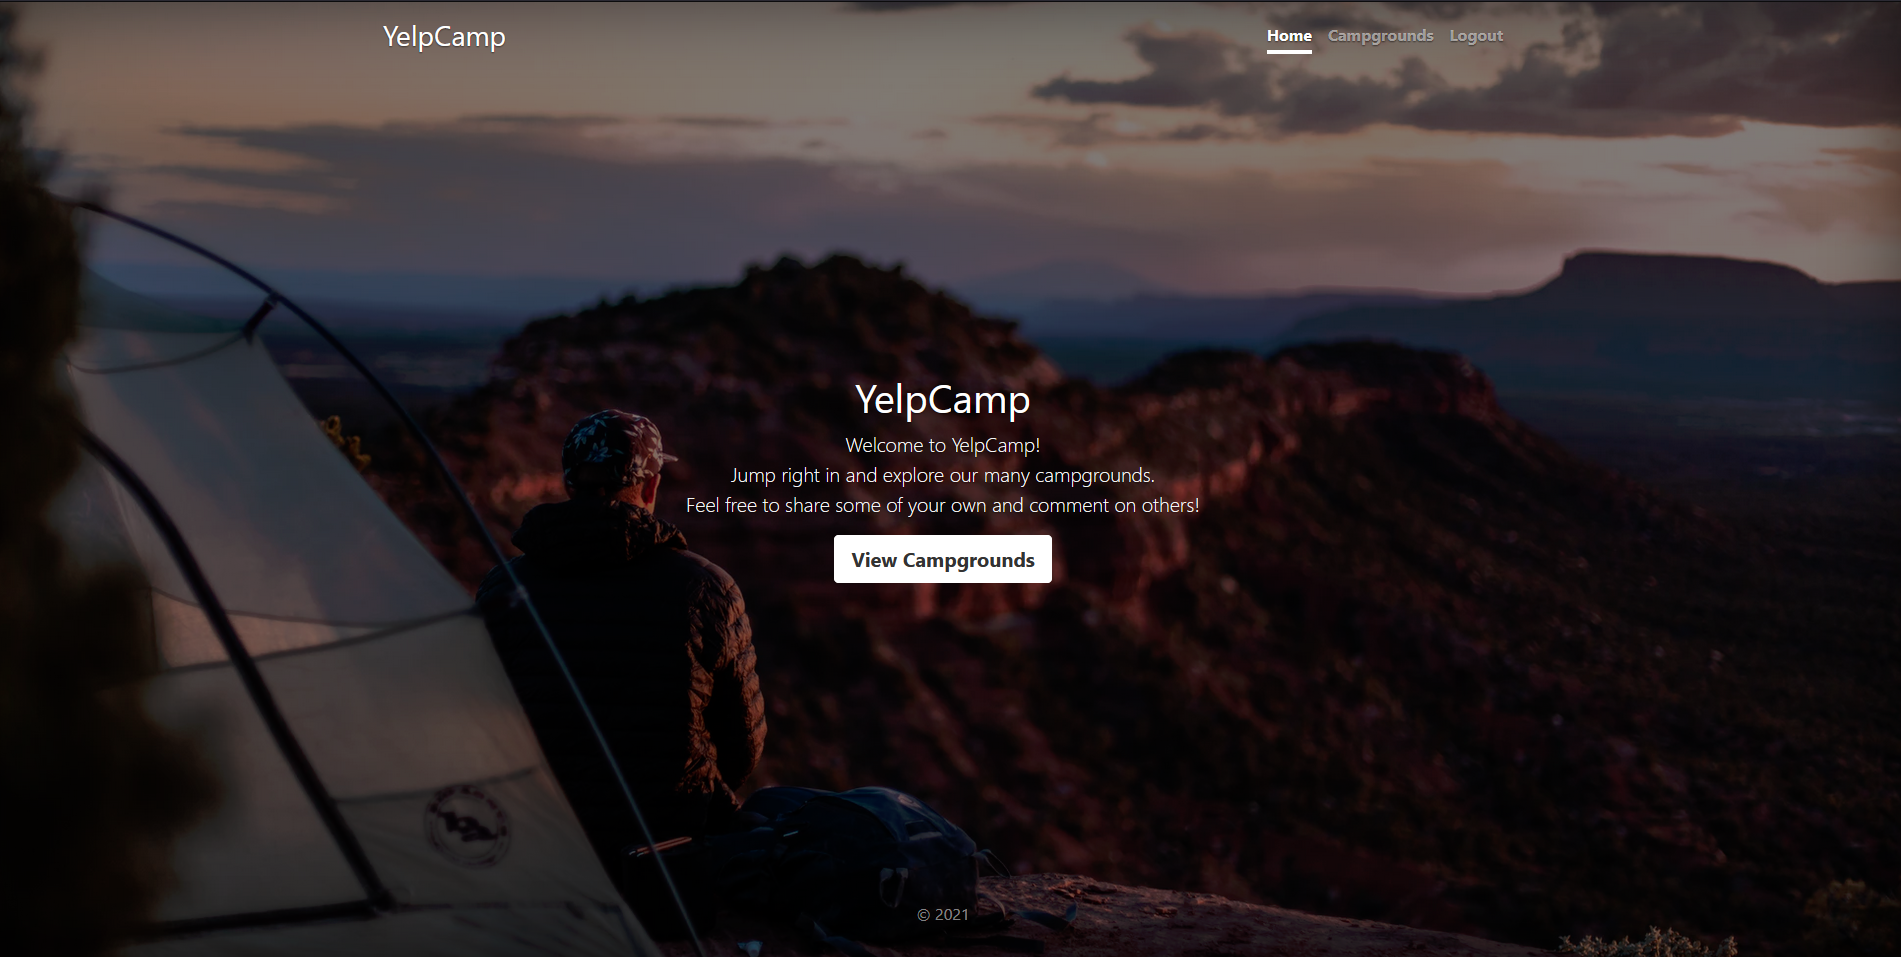 YelpCamp
Home Campgrounds Logout
YelpCamp
Welcome to YelpCamp!
Jump right in and explore our many campgrounds.
Feel free to share some of your own and comment on others!
View Campgrounds
© 2021